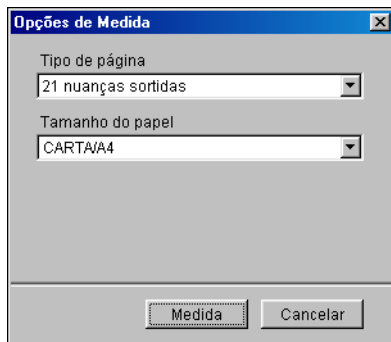 Opções de Medida
Tipo de página
21 nuanças sortidas
Tamanho do papel
CARTA/A4
Medida
Cancelar